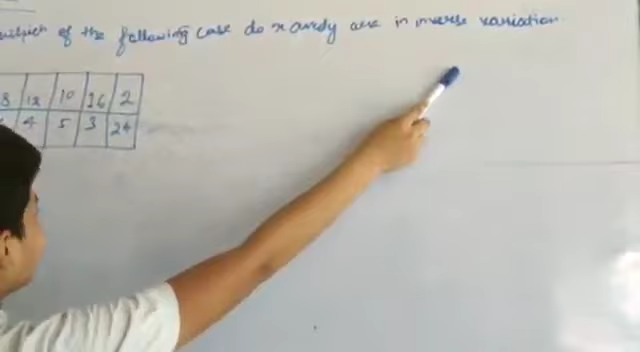 which of the following case do x and y are in inverse variation
8 12 10 16 2
4 5 3 24